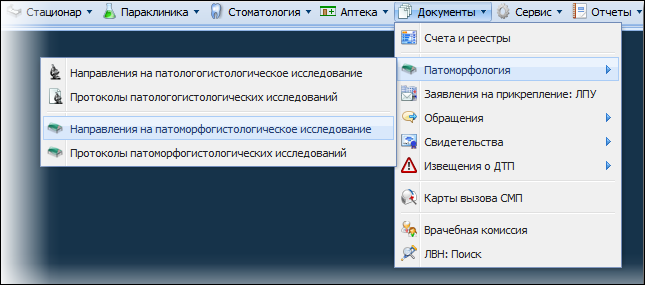 Стационар Параклиника Стоматология Аптека Документы Сервис Отчеты
Счета и реестры
Патоморфология
Заявления на прикрепление: ЛПУ
Обращения
Свидетельства
Извещения о ДТП
Карты вызова СМП
Врачебная комиссия
ЛВН: Поиск
Направления на патологогистологическое исследование
Протоколы патологогистологических исследований
Направления на патоморфогистологическое исследование
Протоколы патоморфогистологических исследований